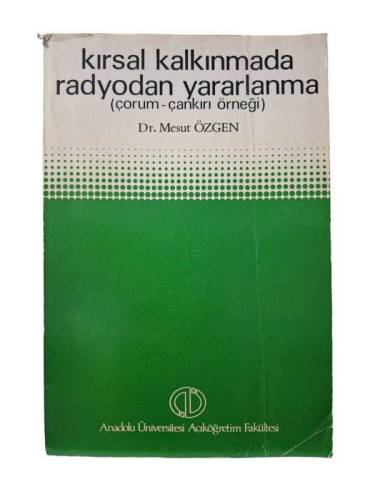 kırsal kalkınmada
radyodan yararlanma
(çorum-çankırı örneği)
Dr. Mesut ÖZGEN
Anadolu Üniversitesi Açıköğretim Fakültesi